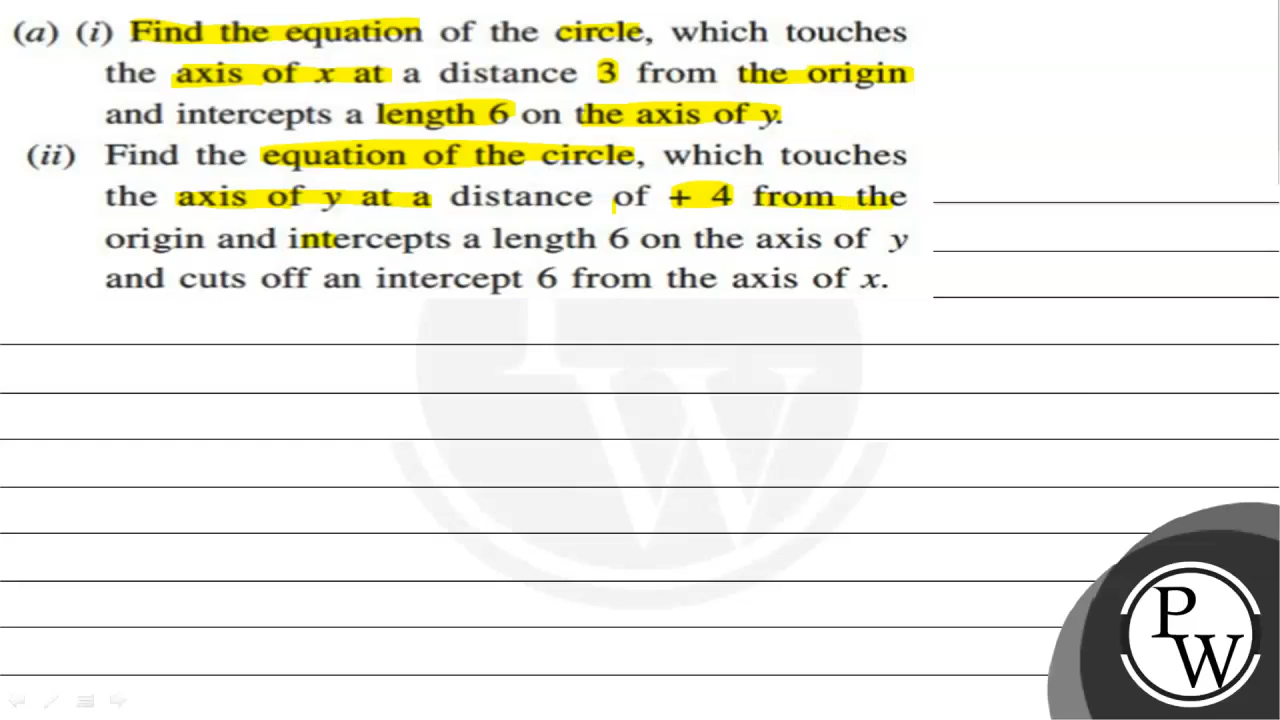 (a) (i) Find the equation of the circle, which touches
the axis of x at a distance 3 from the origin
and intercepts a length 6 on the axis of y.
(ii) Find the equation of the circle, which touches
the axis of y at a distance of + 4 from the
origin and intercepts a length 6 on the axis of y
and cuts off an intercept 6 from the axis of x.
P
W
P
W